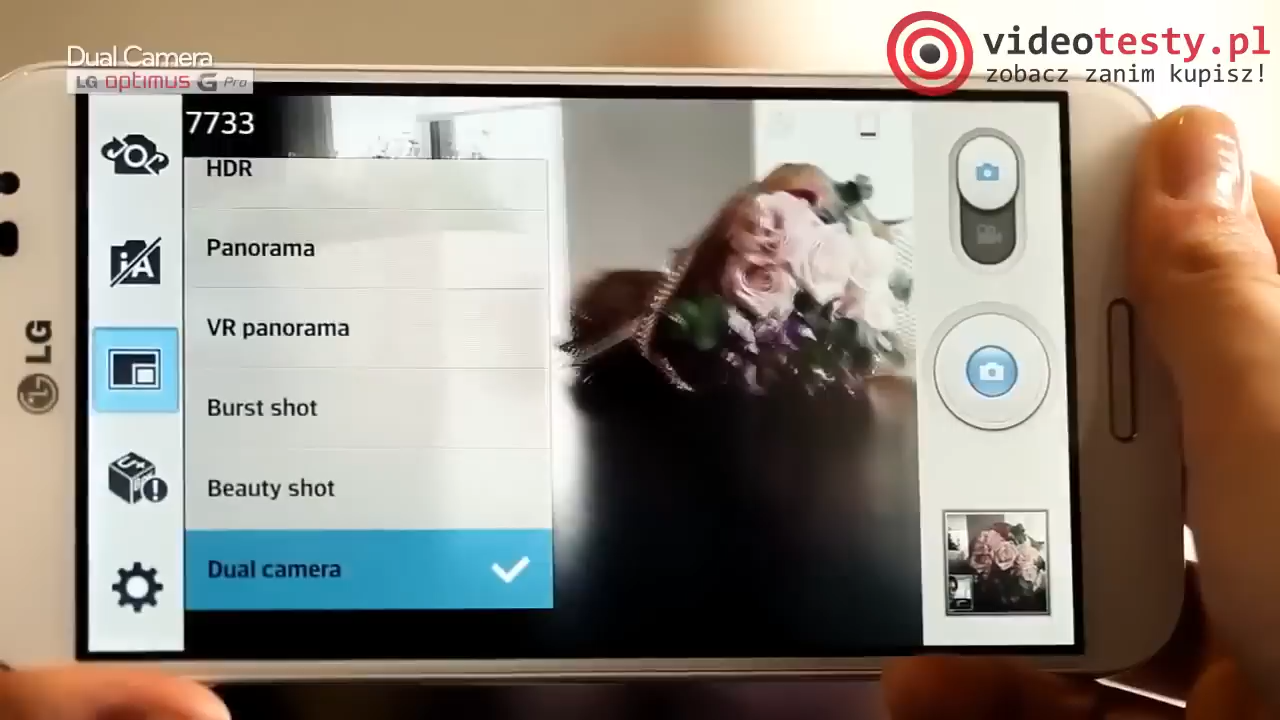 Dual Camera
LG optimus G Pro
videotesty.pl
zobacz zanim kupisz!
7733
HDR
Panorama
VR panorama
Burst shot
Beauty shot
Dual camera
iA
LG